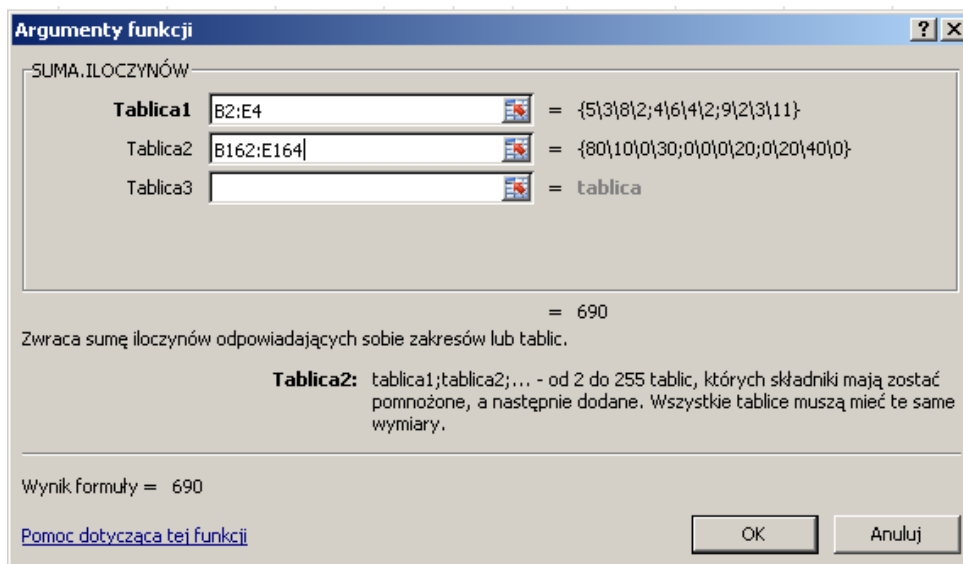 Argumenty funkcji
SUMA.ILOCZYNÓW
Tablica1 B2:E4 = {5\3\8\2;4\6\4\2;9\2\3\11}
Tablica2 B162:E164 = {80\10\0\30;0\0\0\20;0\20\40\0}
Tablica3 = tablica
= 690
Zwraca sumę iloczynów odpowiadających sobie zakresów lub tablic.
Tablica2: tablica1;tablica2;... - od 2 do 255 tablic, których składniki mają zostać
pomnożone, a następnie dodane. Wszystkie tablice muszą mieć te same
wymiary.
Wynik formuły = 690
Pomoc dotycząca tej funkcji OK Anuluj